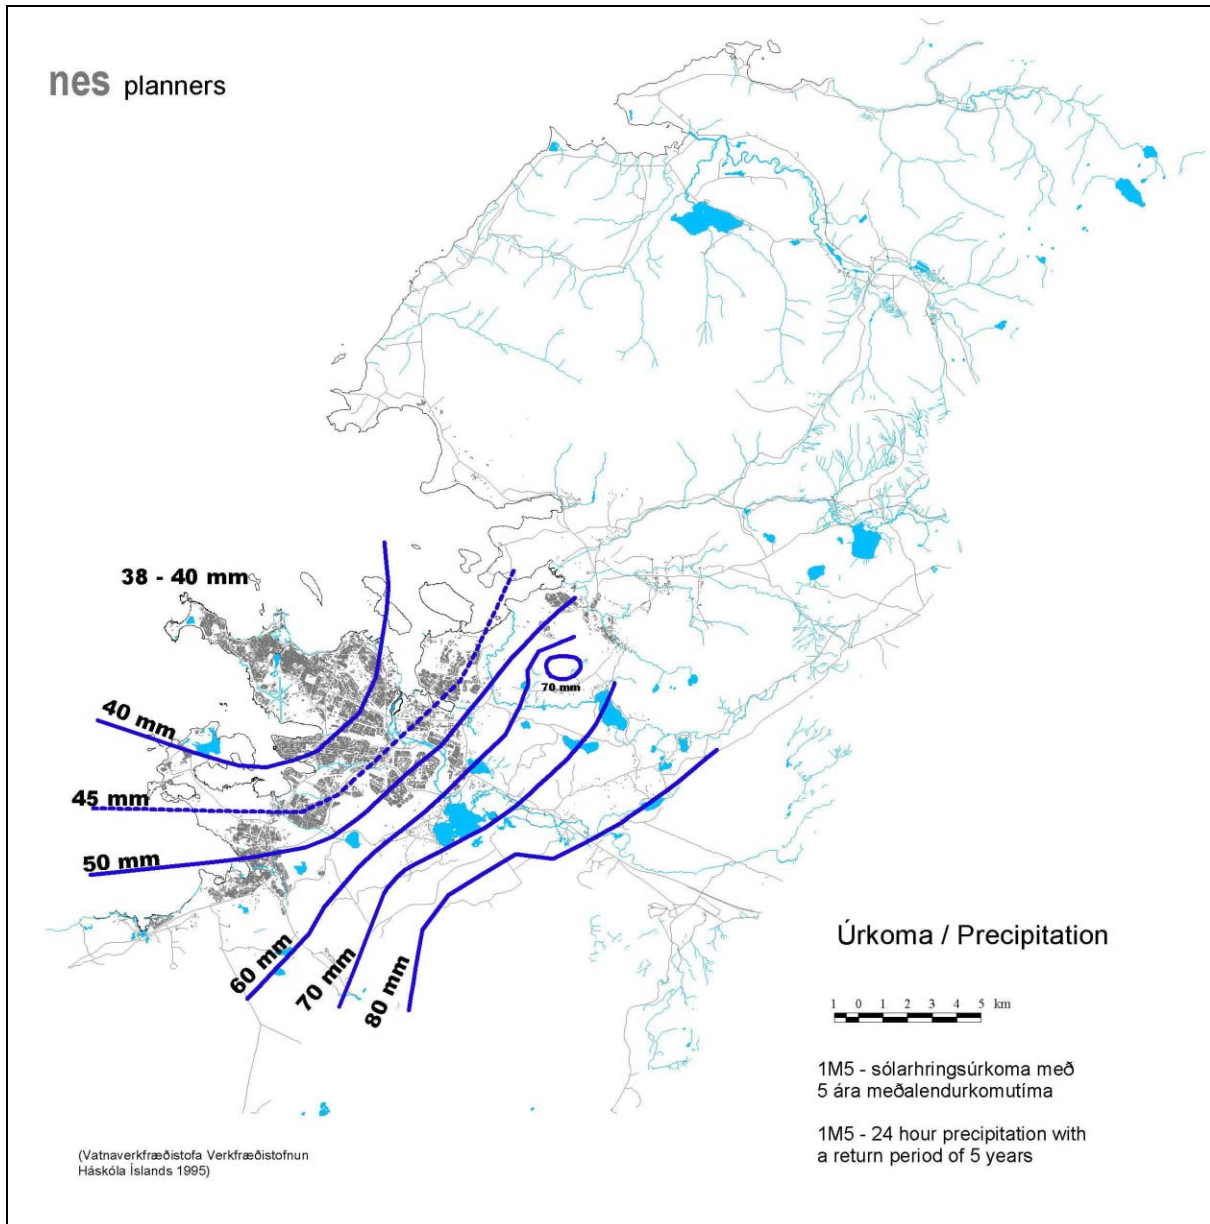 nes planners
38 - 40 mm
40 mm
45 mm
50 mm
60 mm
70 mm
80 mm
70 mm
Úrkoma / Precipitation
1 0 1 2 3 4 5 km
1M5 - sólarhringsúrkoma með
5 ára meðalendurkomutíma
1M5 - 24 hour precipitation with
a return period of 5 years
(Vatnaverkfræðistofa Verkfræðistofnun
Háskóla Íslands 1995)